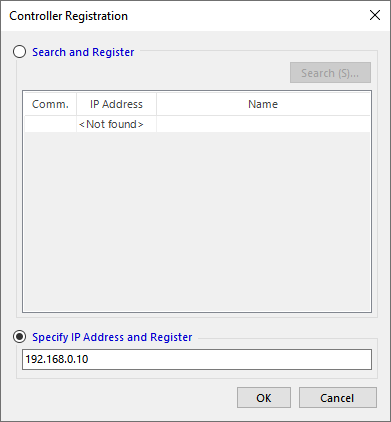 Controller Registration
Search and Register
Search (S)...
Comm. IP Address Name
<Not found>
Specify IP Address and Register
192.168.0.10
OK Cancel